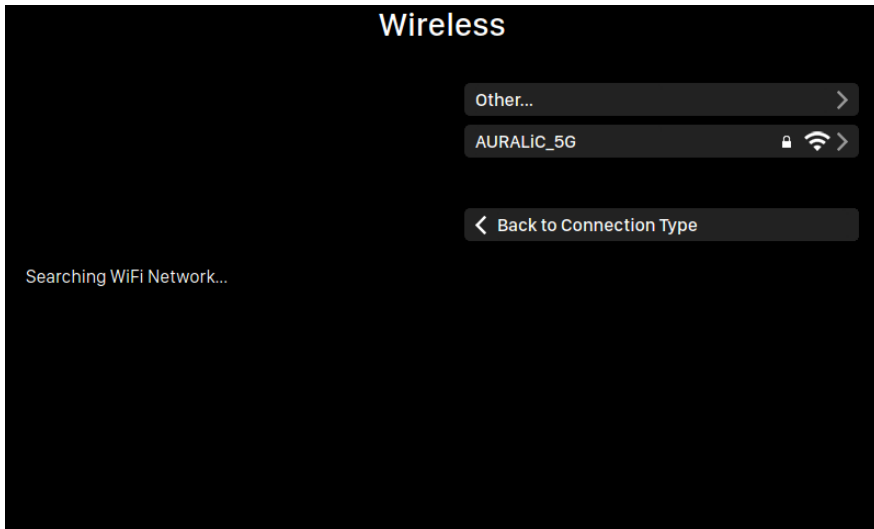 Wireless
Other...
AURALiC_5G
Back to Connection Type
Searching WiFi Network...